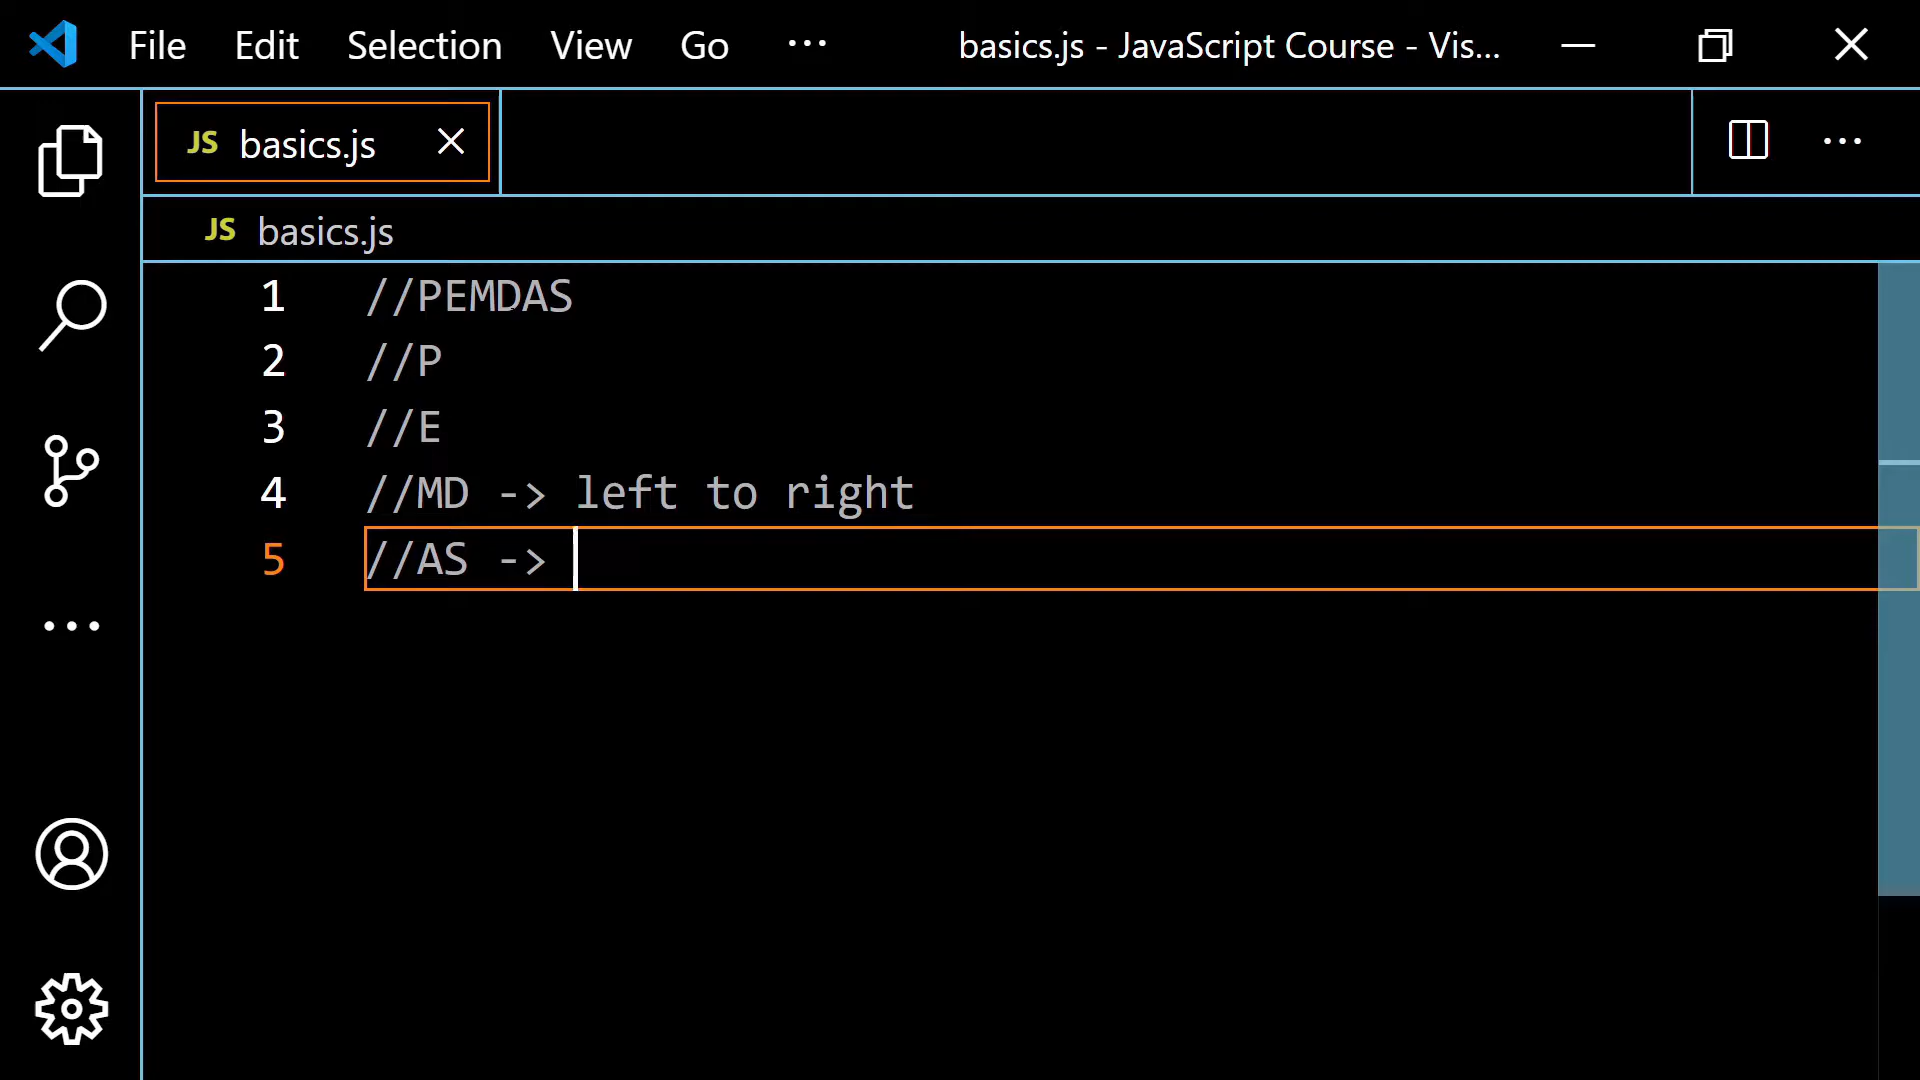 File Edit Selection View Go ··· basics.js - JavaScript Course - Vis...
JS basics.js
JS basics.js
1 //PEMDAS
2 //P
3 //E
4 //MD -> left to right
5 //AS ->